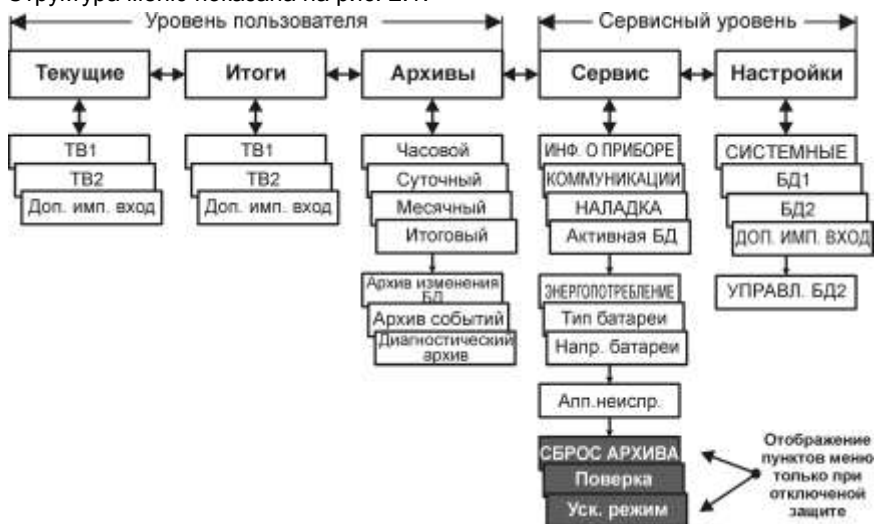 Структура меню показана на рис. 2.1.
Уровень пользователя
Сервисный уровень
Текущие
Итоги
Архивы
Сервис
Настройки
ТВ1
ТВ2
Доп. имп. вход
ТВ1
ТВ2
Доп. имп. вход
Часовой
Суточный
Месячный
Итоговый
Архив изменения
БД
Архив событий
Диагностический
архив
ИНФ. О ПРИБОРЕ
КОММУНИКАЦИИ
НАЛАДКА
Активная БД
ЭНЕРГОПОТРЕБЛЕНИЕ
Тип батареи
Напр. батареи
Апп.неиспр.
СБРОС АРХИВА
Поверка
Уск. режим
СИСТЕМНЫЕ
БД1
БД2
ДОП. ИМП. ВХОД
УПРАВЛ. БД2
Отображение
пунктов меню
только при
отключеной
защите